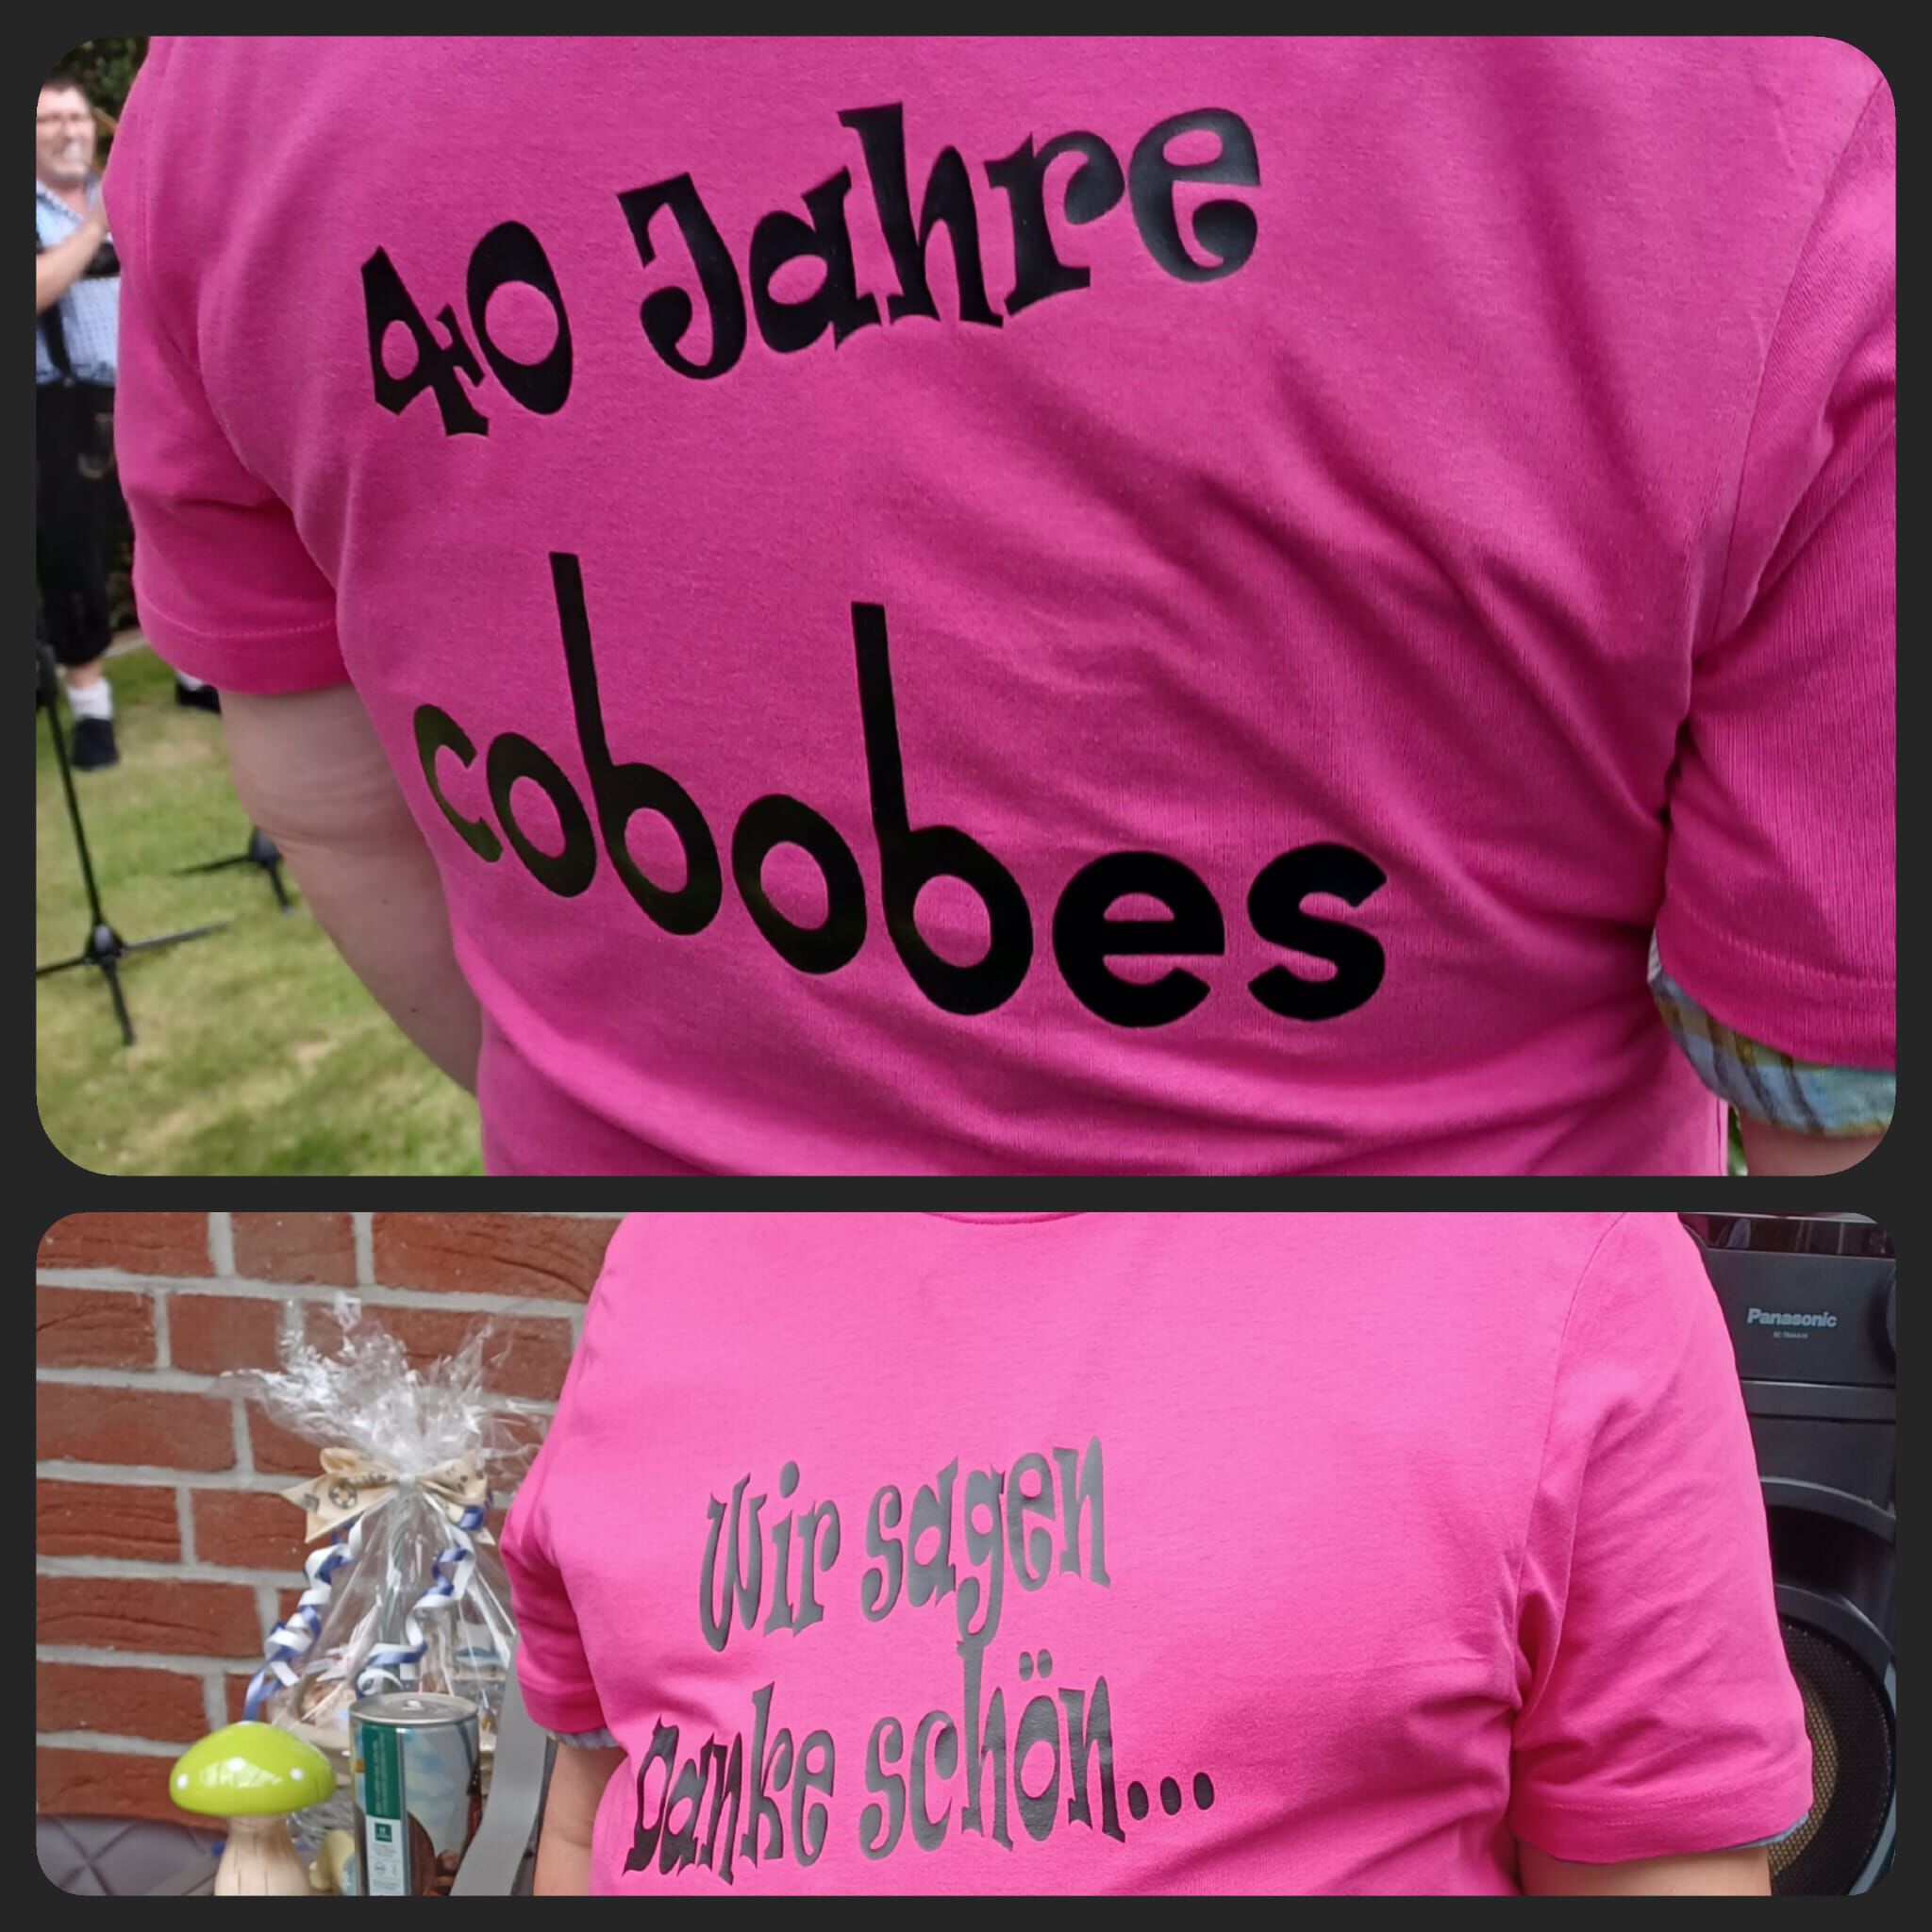 40 Jahre
cobobes
Wir sagen
Danke schön...
Panasonic